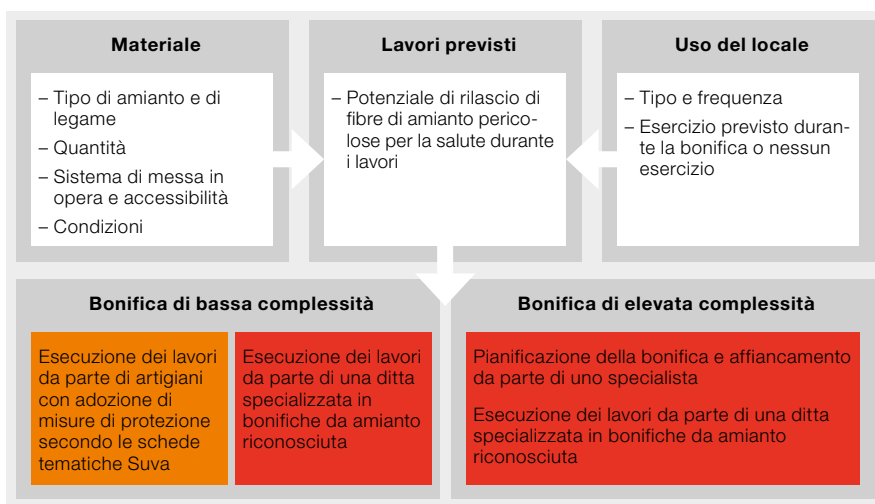 Materiale
– Tipo di amianto e di
legame
– Quantità
– Sistema di messa in
opera e accessibilità
– Condizioni
Lavori previsti
– Potenziale di rilascio di
fibre di amianto perico-
lose per la salute durante
i lavori
Uso del locale
– Tipo e frequenza
– Esercizio previsto duran-
te la bonifica o nessun
esercizio
Bonifica di bassa complessità
Esecuzione dei lavori
da parte di artigiani
con adozione di
misure di protezione
secondo le schede
tematiche Suva
Esecuzione dei lavori
da parte di una ditta
specializzata in
bonifiche da amianto
riconosciuta
Bonifica di elevata complessità
Pianificazione della bonifica e affiancamento
da parte di uno specialista
Esecuzione dei lavori da parte di una ditta
specializzata in bonifiche da amianto
riconosciuta